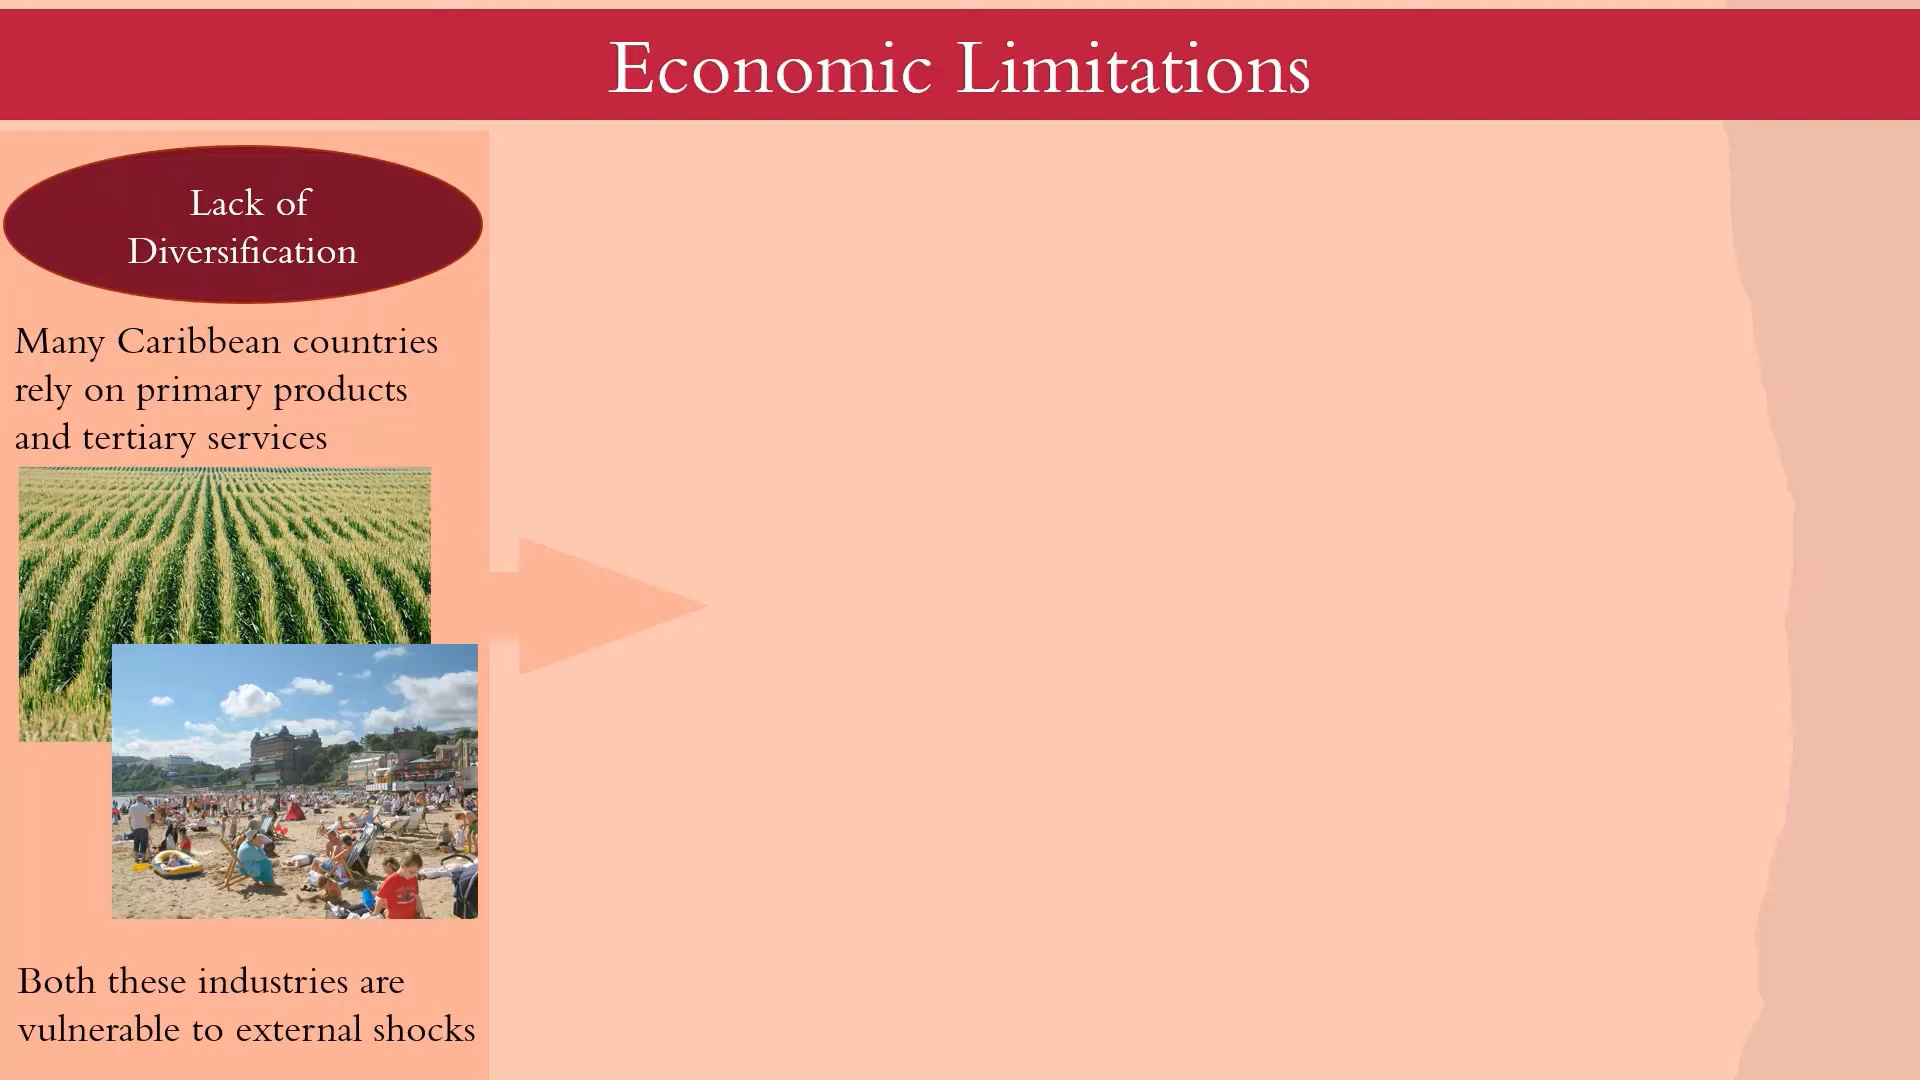 Economic Limitations
Lack of
Diversification
Many Caribbean countries
rely on primary products
and tertiary services
Both these industries are
vulnerable to external shocks